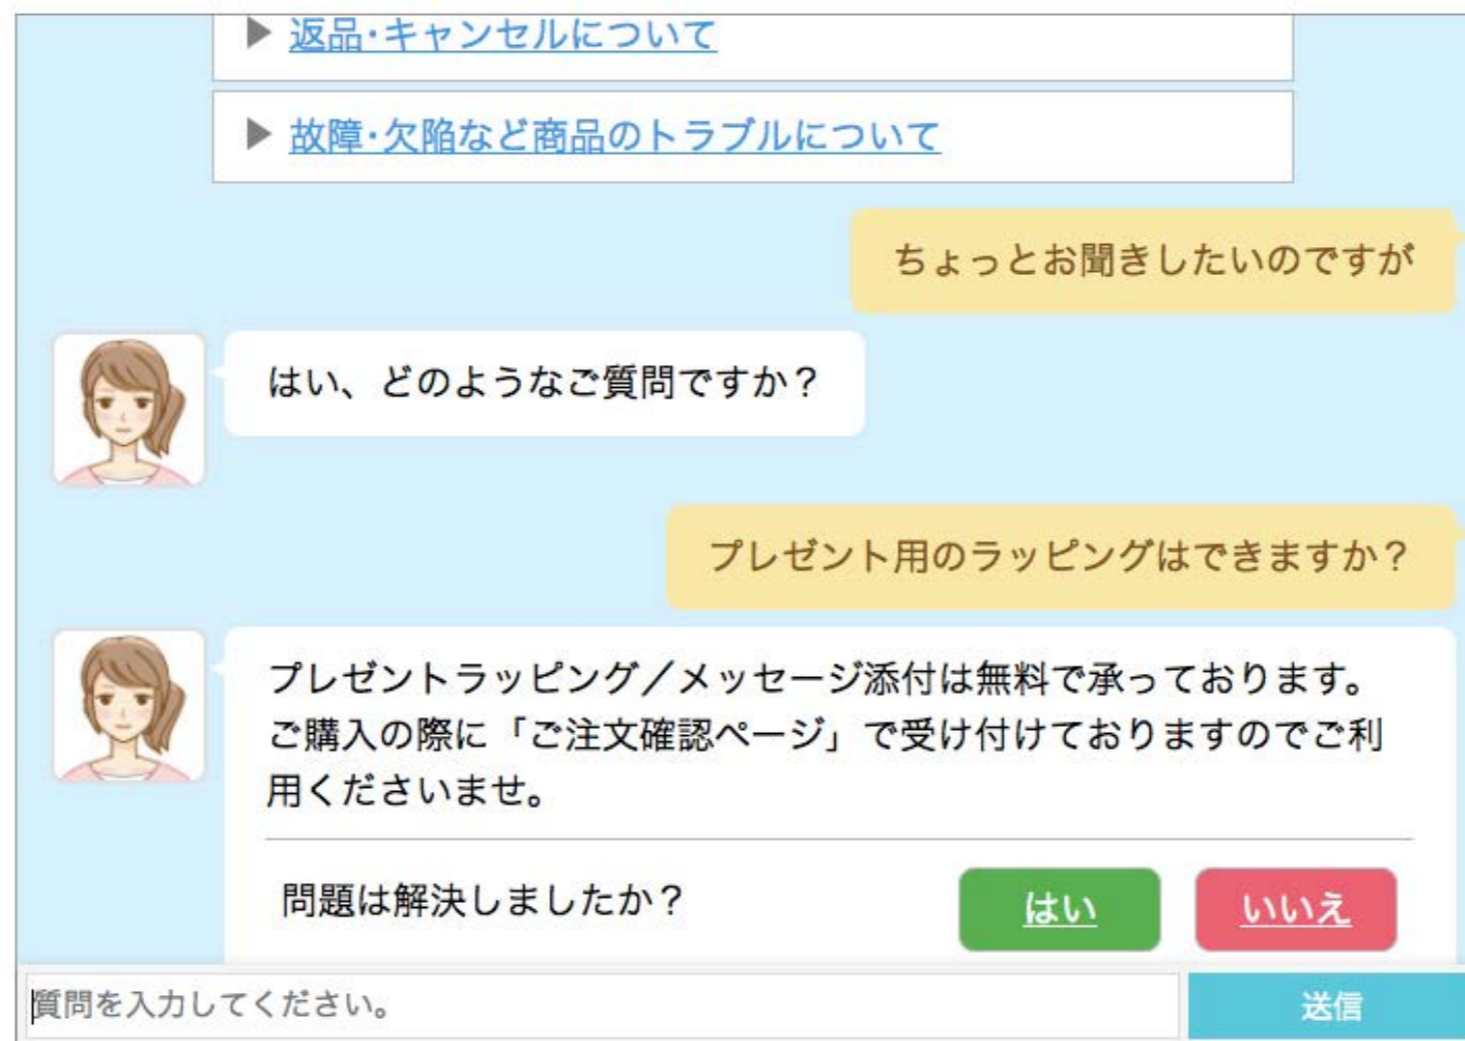 ▶ 返品･キャンセルについて
▶ 故障･欠陥など商品のトラブルについて
ちょっとお聞きしたいのですが
はい、どのようなご質問ですか？
プレゼント用のラッピングはできますか？
プレゼントラッピング／メッセージ添付は無料で承っております。
ご購入の際に「ご注文確認ページ」で受け付けておりますのでご利
用くださいませ。
問題は解決しましたか？ はい いいえ
質問を入力してください。 送信